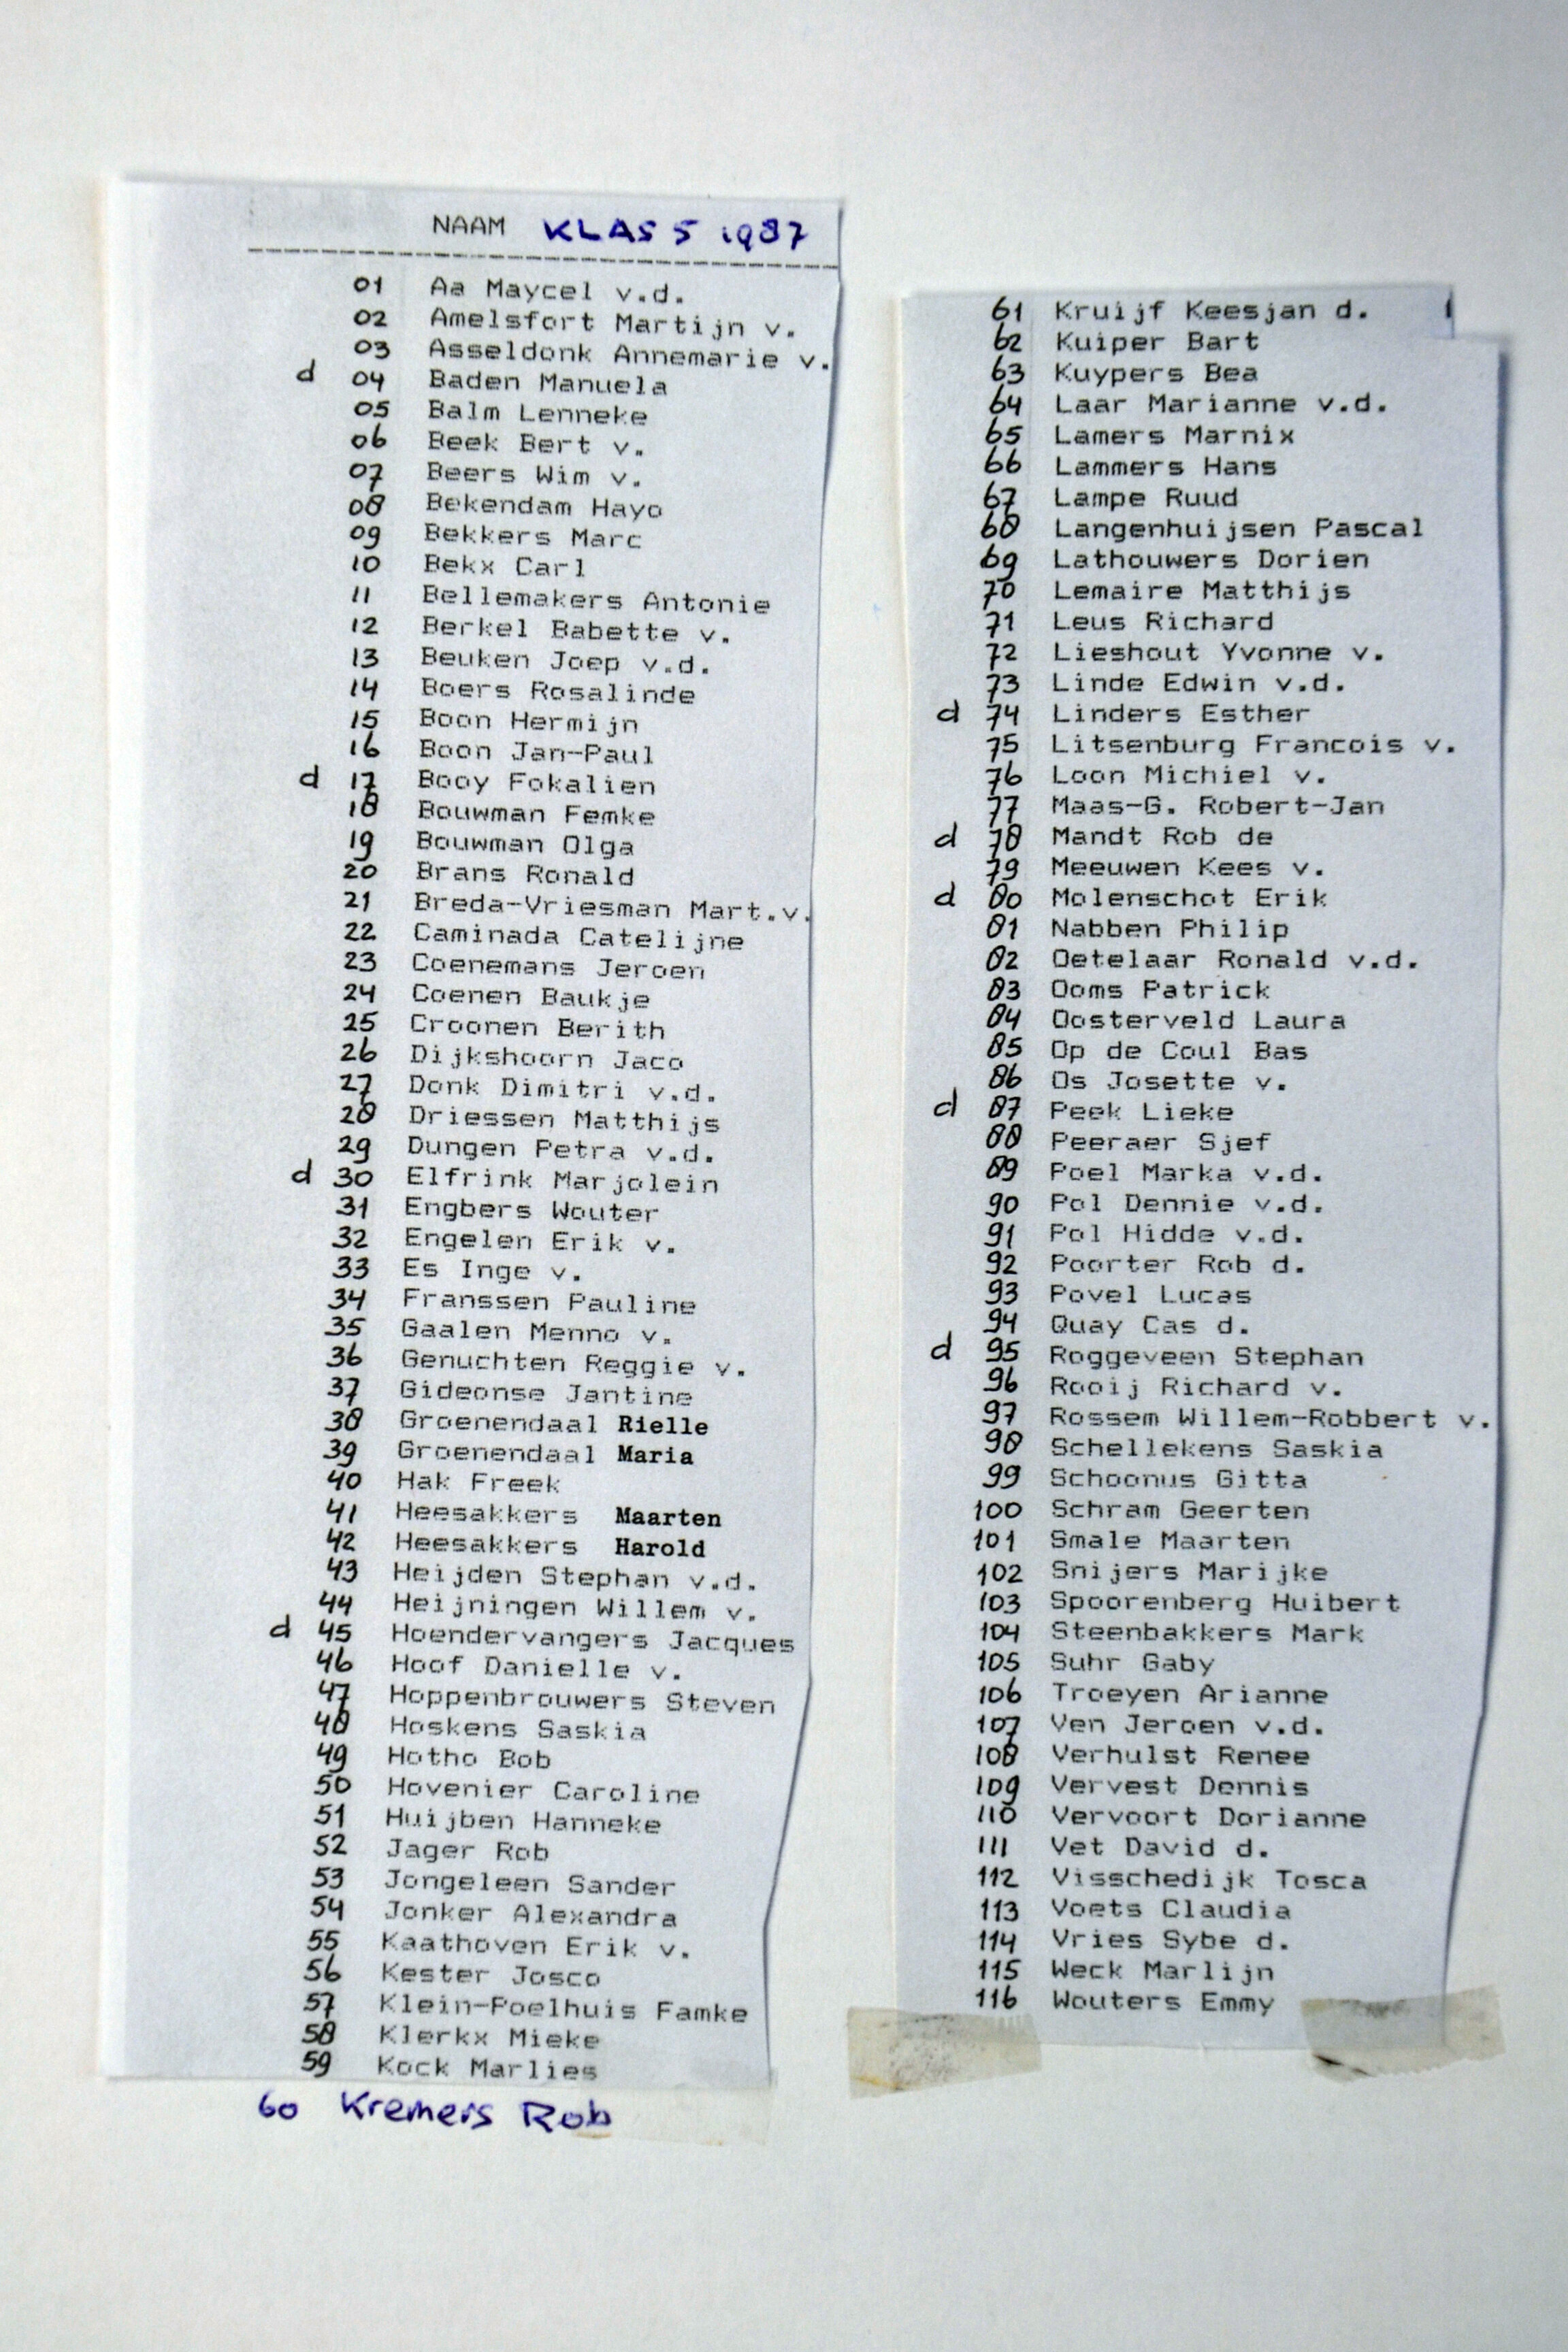 NAAM KLAS 5 1987
01 Aa Maycel v.d.
02 Amelsfort Martijn v.
03 Asseldonk Annemarie v.
d 04 Baden Manuela
05 Balm Lenneke
06 Beek Bert v.
07 Beers Wim v.
08 Bekendam Hayo
09 Bekkers Marc
10 Bekx Carl
11 Bellemakers Antonie
12 Berkel Babette v.
13 Beuken Joep v.d.
14 Boers Rosalinde
15 Boon Hermijn
16 Boon Jan-Paul
d 17 Booy Fokalien
18 Bouwman Femke
19 Bouwman Olga
20 Brans Ronald
21 Breda-Vriesman Mart.v.
22 Caminada Catelijne
23 Coenemans Jeroen
24 Coenen Baukje
25 Croonen Berith
26 Dijkshoorn Jaco
27 Donk Dimitri v.d.
28 Driessen Matthijs
29 Dungen Petra v.d.
d 30 Elfrink Marjolein
31 Engbers Wouter
32 Engelen Erik v.
33 Es Inge v.
34 Franssen Pauline
35 Gaalen Menno v.
36 Genuchten Reggie v.
37 Gideonse Jantine
38 Groenendaal Rielle
39 Groenendaal Maria
40 Hak Freek
41 Heesakkers Maarten
42 Heesakkers Harold
43 Heijden Stephan v.d.
44 Heijningen Willem v.
d 45 Hoendervangers Jacques
46 Hoof Danielle v.
47 Hoppenbrouwers Steven
48 Hoskens Saskia
49 Hotho Bob
50 Hovenier Caroline
51 Huijben Hanneke
52 Jager Rob
53 Jongeleen Sander
54 Jonker Alexandra
55 Kaathoven Erik v.
56 Kester Josco
57 Klein-Poelhuis Famke
58 Klerkx Mieke
59 Kock Marlies
60 Kremers Rob
61 Kruijf Keesjan d.
62 Kuiper Bart
63 Kuypers Bea
64 Laar Marianne v.d.
65 Lamers Marnix
66 Lammers Hans
67 Lampe Ruud
68 Langenhuijsen Pascal
69 Lathouwers Dorien
70 Lemaire Matthijs
71 Leus Richard
72 Lieshout Yvonne v.
73 Linde Edwin v.d.
d 74 Linders Esther
75 Litsenburg Francois v.
76 Loon Michiel v.
77 Maas-G. Robert-Jan
d 78 Mandt Rob de
79 Meeuwen Kees v.
d 80 Molenschot Erik
81 Nabben Philip
82 Oetelaar Ronald v.d.
83 Ooms Patrick
84 Oosterveld Laura
85 Op de Coul Bas
86 Os Josette v.
d 87 Peek Lieke
88 Peeraer Sjef
89 Poel Marka v.d.
90 Pol Dennie v.d.
91 Pol Hidde v.d.
92 Poorter Rob d.
93 Povel Lucas
94 Quay Cas d.
d 95 Roggeveen Stephan
96 Rooij Richard v.
97 Rossem Willem-Robbert v.
98 Schellekens Saskia
99 Schoonus Gitta
100 Schram Geerten
101 Smale Maarten
102 Snijers Marijke
103 Spoorenberg Huibert
104 Steenbakkers Mark
105 Suhr Gaby
106 Troeyen Arianne
107 Ven Jeroen v.d.
108 Verhulst Renee
109 Vervest Dennis
110 Vervoort Dorianne
111 Vet David d.
112 Visschedijk Tosca
113 Voets Claudia
114 Vries Sybe d.
115 Weck Marlijn
116 Wouters Emmy